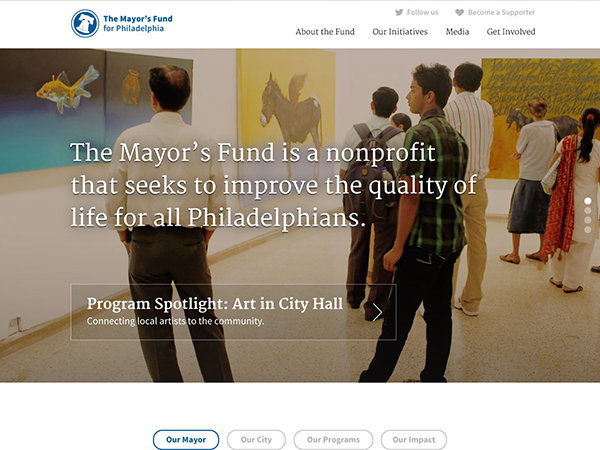 The Mayor's Fund
for Philadelphia
Follow us
Become a Supporter
About the Fund
Our Initiatives
Media
Get Involved
The Mayor's Fund is a nonprofit
that seeks to improve the quality of
life for all Philadelphians.
Program Spotlight: Art in City Hall
Connecting local artists to the community.
Our Mayor
Our City
Our Programs
Our Impact